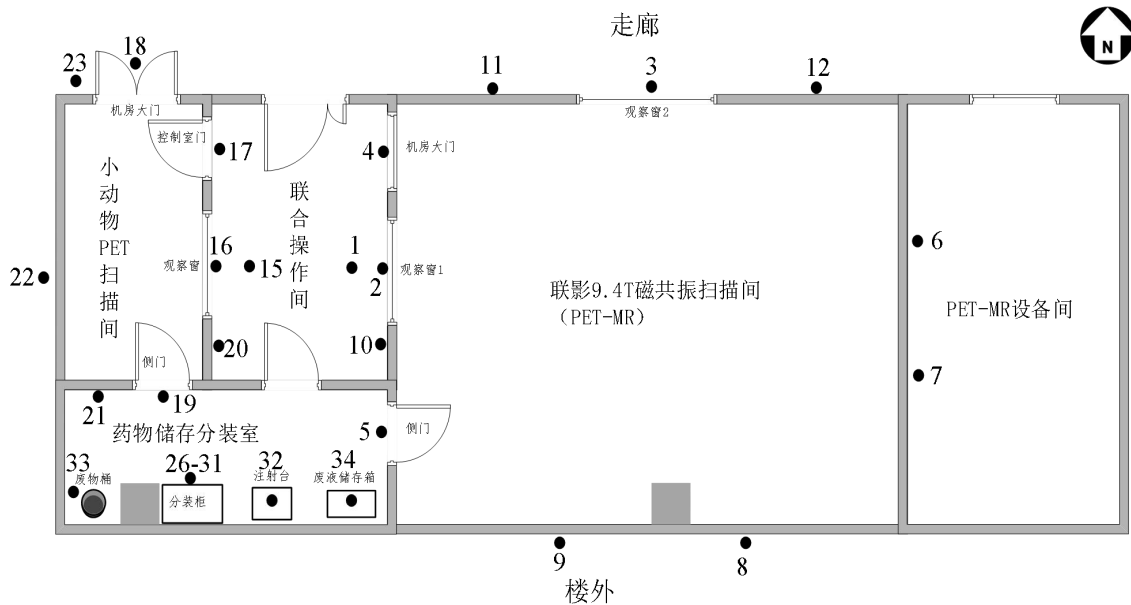 走廊
N
18
23
11
3
12
机房大门
观察窗2
控制室门
17
4
机房大门
小动物PET扫描间
联合操作间
6
16
15
1
22
观察窗
2
观察窗1
联影9.4T磁共振扫描间
(PET-MR)
PET-MR设备间
20
10
侧门
7
21
19
药物储存分装室
5
侧门
33
26-31
32
34
废物桶
注射台
废液储存箱
分装柜
9
8
楼外